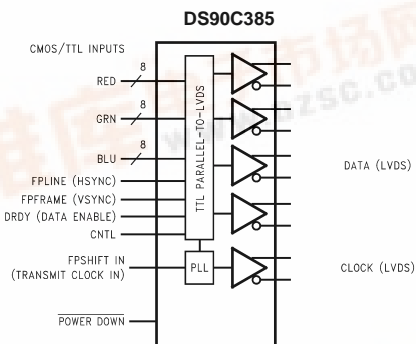 DS90C385
CMOS/TTL INPUTS
8
RED
8
GRN
8
BLU
FPLINE (HSYNC)
FPFRAME (VSYNC)
DRDY (DATA ENABLE)
CNTL
FPSHIFT IN
(TRANSMIT CLOCK IN)
POWER DOWN
TTL PARALLEL-TO-LVDS
PLL
DATA (LVDS)
CLOCK (LVDS)